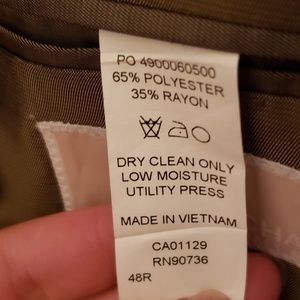 PO 4900060500
65% POLYESTER
35% RAYON
DRY CLEAN ONLY
LOW MOISTURE
UTILITY PRESS
MADE IN VIETNAM
CA01129
RN90736
48R